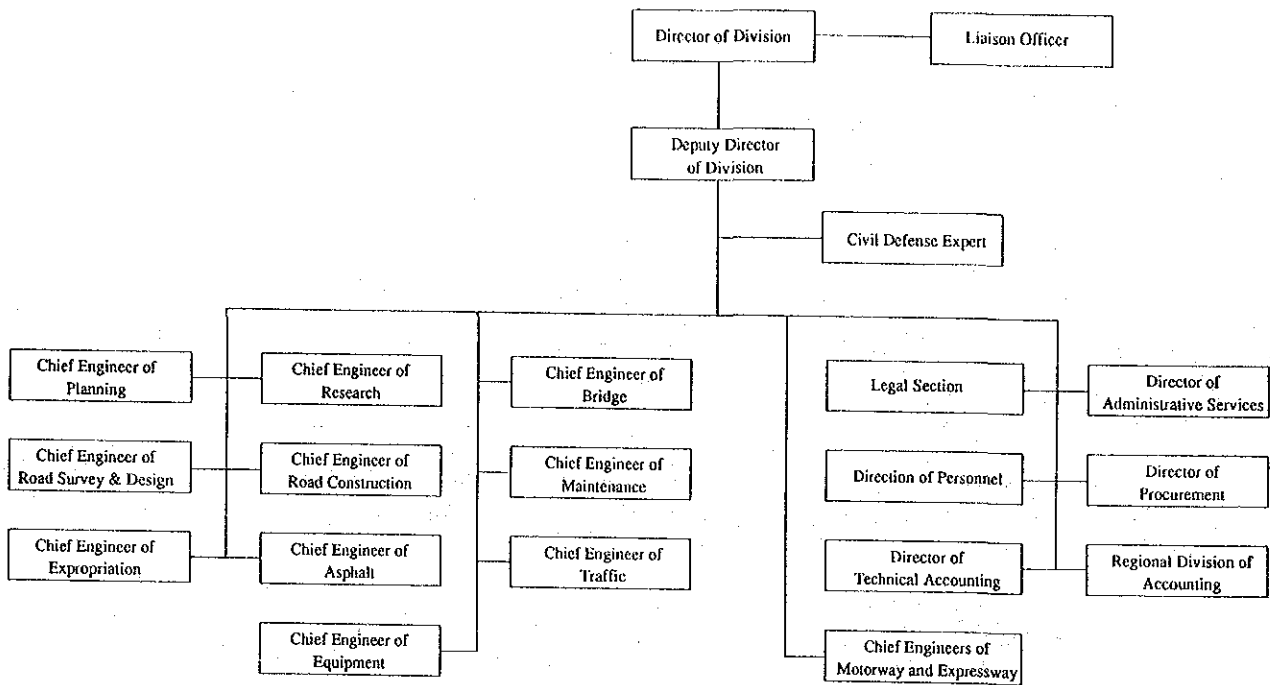 Director of Division
Liaison Officer
Deputy Director
of Division
Civil Defense Expert
Chief Engineer of
Planning
Chief Engineer of
Research
Chief Engineer of
Bridge
Legal Section
Director of
Administrative Services
Chief Engineer of
Road Survey & Design
Chief Engineer of
Road Construction
Chief Engineer of
Maintenance
Direction of Personnel
Director of
Procurement
Chief Engineer of
Expropriation
Chief Engineer of
Asphalt
Chief Engineer of
Traffic
Director of
Technical Accounting
Regional Division of
Accounting
Chief Engineer of
Equipment
Chief Engineers of
Motorway and Expressway